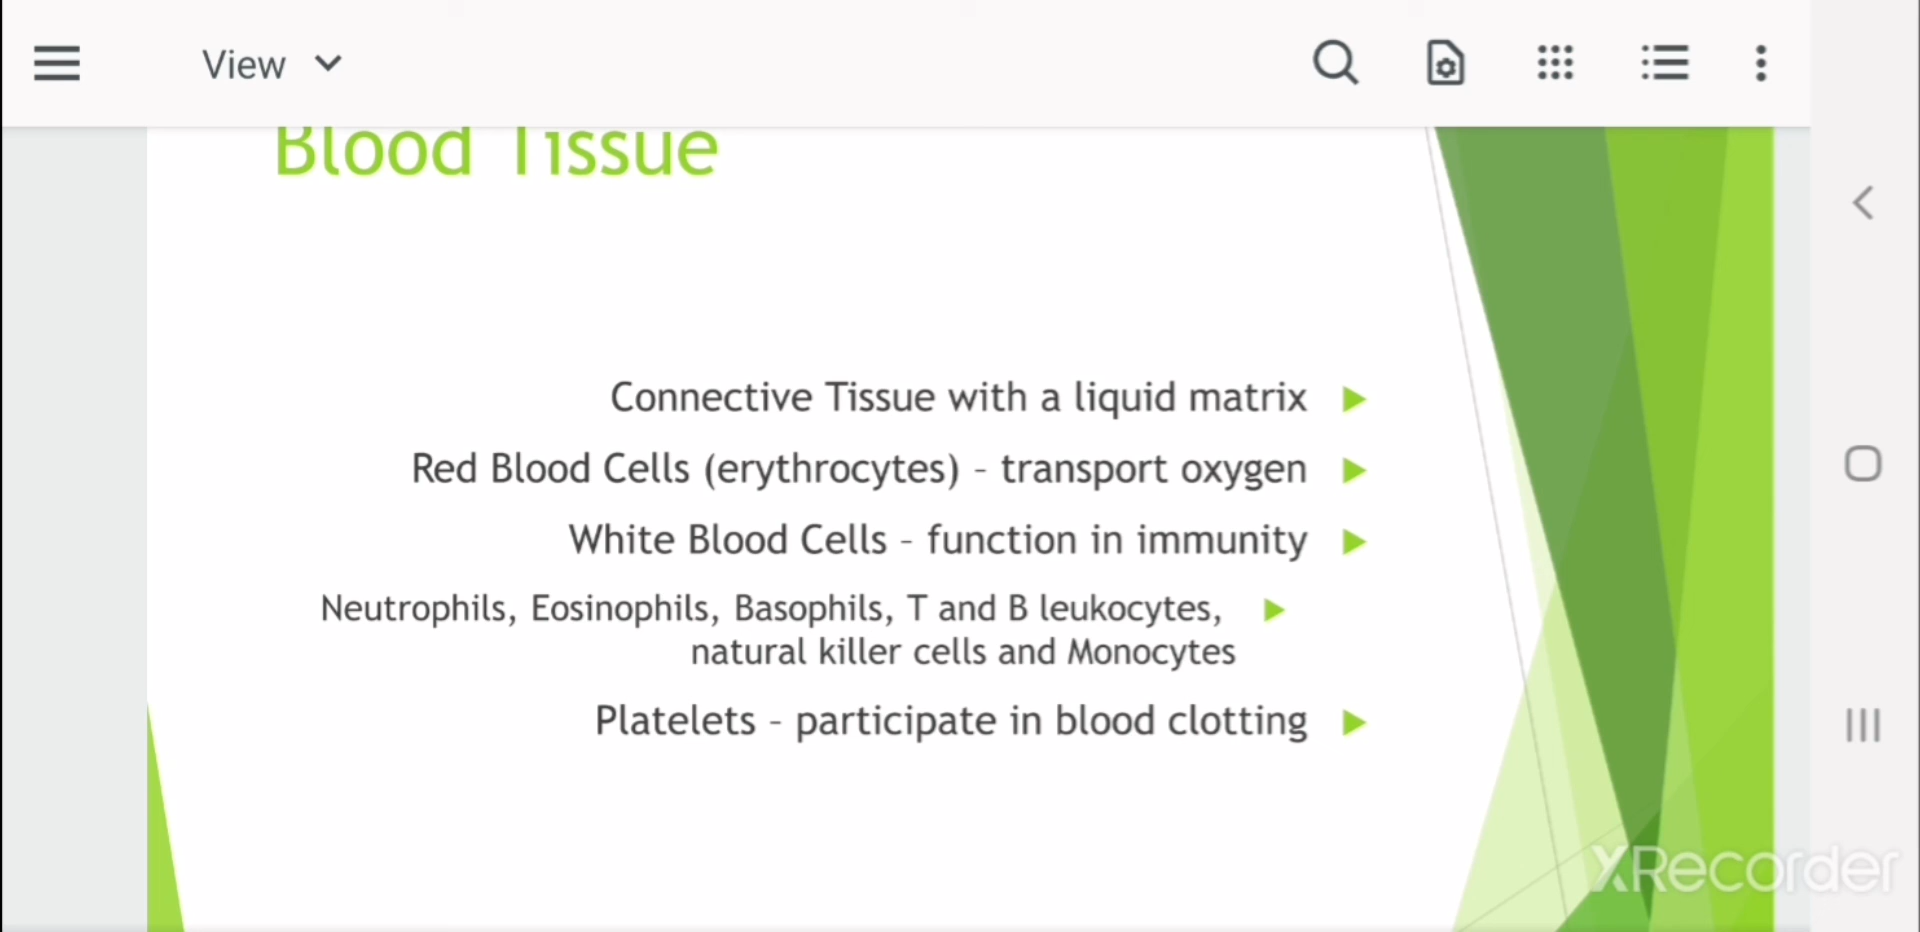 View
Blood Tissue
Connective Tissue with a liquid matrix
Red Blood Cells (erythrocytes) – transport oxygen
White Blood Cells – function in immunity
Neutrophils, Eosinophils, Basophils, T and B leukocytes,
natural killer cells and Monocytes
Platelets – participate in blood clotting
XRecorder